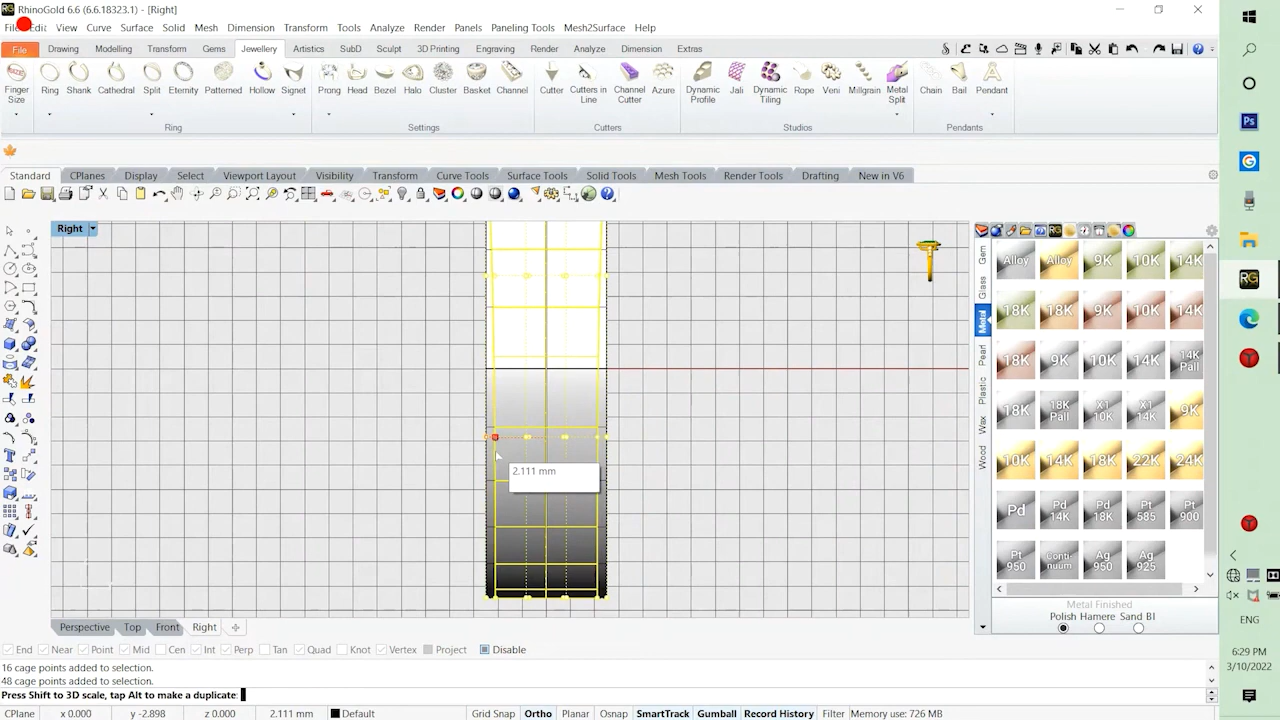 RhinoGold 6.6 (6.6.18323.1) - [Right]
File Edit View Curve Surface Solid Mesh Dimension Transform Tools Analyze Render Panels Paneling Tools Mesh2Surface Help
File Drawing Modelling Transform Gems Jewellery Artistics SubD Sculpt 3D Printing Engraving Render Analyze Dimension Extras
Finger Size Ring Shank Cathedral Split Eternity Patterned Hollow Signet Prong Head Bezel Halo Cluster Basket Channel Cutter Cutters in Line Channel Cutter Azure Dynamic Profile Jali Dynamic Tiling Rope Veni Millgrain Metal Split Chain Bail Pendant
Ring Settings Cutters Studios Pendants
Standard CPlanes Display Select Viewport Layout Visibility Transform Curve Tools Surface Tools Solid Tools Mesh Tools Render Tools Drafting New in V6
Right
RG
Gem
Glass
Metal
Pearl
Plastic
Wax
Wood
Alloy Alloy 9K 10K 14K
18K 18K 9K 10K 14K
18K 9K 10K 14K 14K Pall
18K 18K Pall X1 10K X1 14K 9K
10K 14K 18K 22K 24K
Pd Pd 14K Pd 18K Pt 585 Pt 900
Pt 950 Conti-nuum Ag 950 Ag 925
2.111 mm
Metal Finished
Polish Hamere Sand Bl
Perspective Top Front Right
End Near Point Mid Cen Int Perp Tan Quad Knot Vertex Project Disable
16 cage points added to selection.
48 cage points added to selection.
Press Shift to 3D scale, tap Alt to make a duplicate:
CPlane x 0.000 y -2.898 z 0.000 2.111 mm Default Grid Snap Ortho Planar Osnap SmartTrack Gumball Record History Filter Memory use: 726 MB
Ps
RG
ENG
6:29 PM
3/10/2022